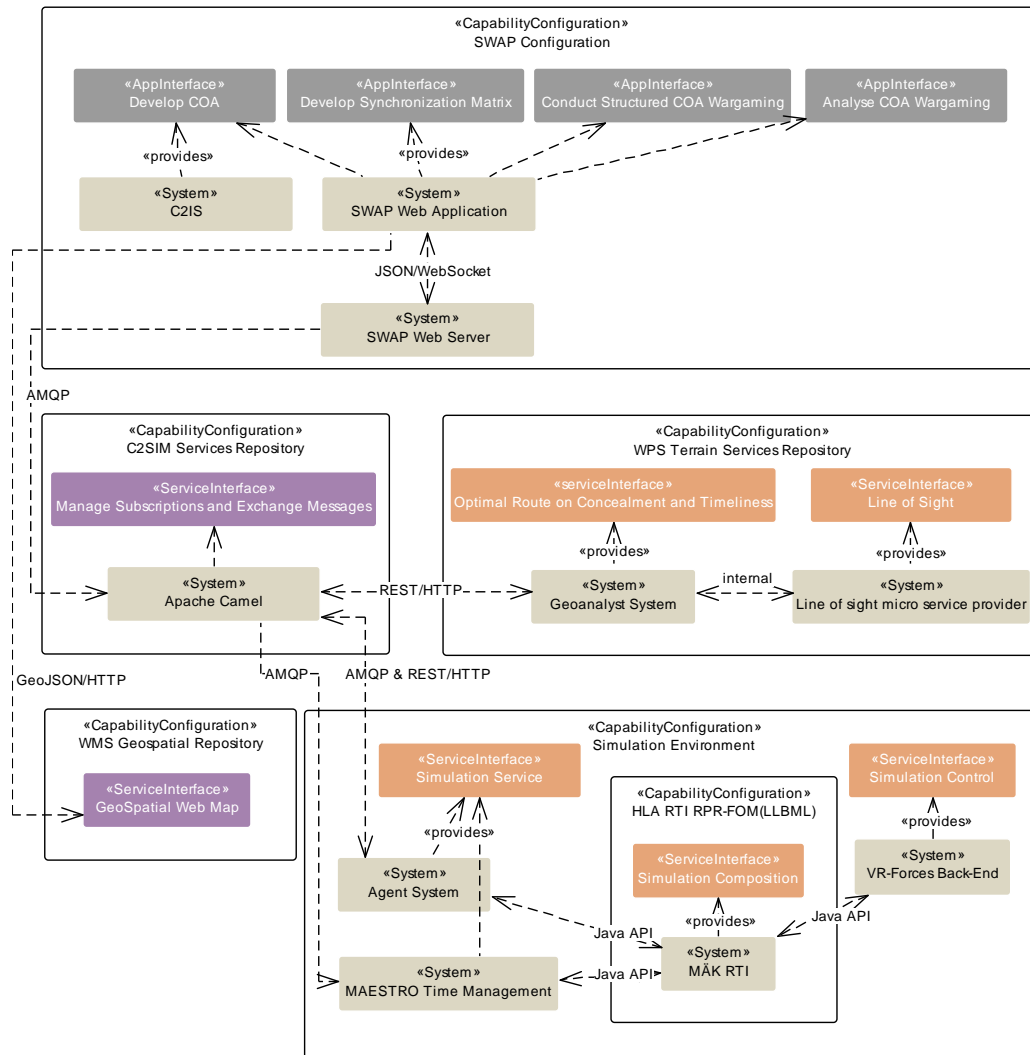 «CapabilityConfiguration»
SWAP Configuration
«AppInterface»
Develop COA
«AppInterface»
Develop Synchronization Matrix
«AppInterface»
Conduct Structured COA Wargaming
«AppInterface»
Analyse COA Wargaming
«provides»
«provides»
«System»
C2IS
«System»
SWAP Web Application
JSON/WebSocket
«System»
SWAP Web Server
AMQP
«CapabilityConfiguration»
C2SIM Services Repository
«ServiceInterface»
Manage Subscriptions and Exchange Messages
«System»
Apache Camel
«CapabilityConfiguration»
WPS Terrain Services Repository
«serviceInterface»
Optimal Route on Concealment and Timeliness
«ServiceInterface»
Line of Sight
«provides»
«provides»
REST/HTTP
«System»
Geoanalyst System
internal
«System»
Line of sight micro service provider
GeoJSON/HTTP
AMQP
AMQP & REST/HTTP
«CapabilityConfiguration»
WMS Geospatial Repository
«ServiceInterface»
GeoSpatial Web Map
«CapabilityConfiguration»
Simulation Environment
«ServiceInterface»
Simulation Service
«ServiceInterface»
Simulation Control
«CapabilityConfiguration»
HLA RTI RPR-FOM(LLBML)
«provides»
«provides»
«System»
Agent System
«ServiceInterface»
Simulation Composition
«System»
VR-Forces Back-End
«provides»
Java API
Java API
«System»
MÄK RTI
«System»
MAESTRO Time Management
Java API